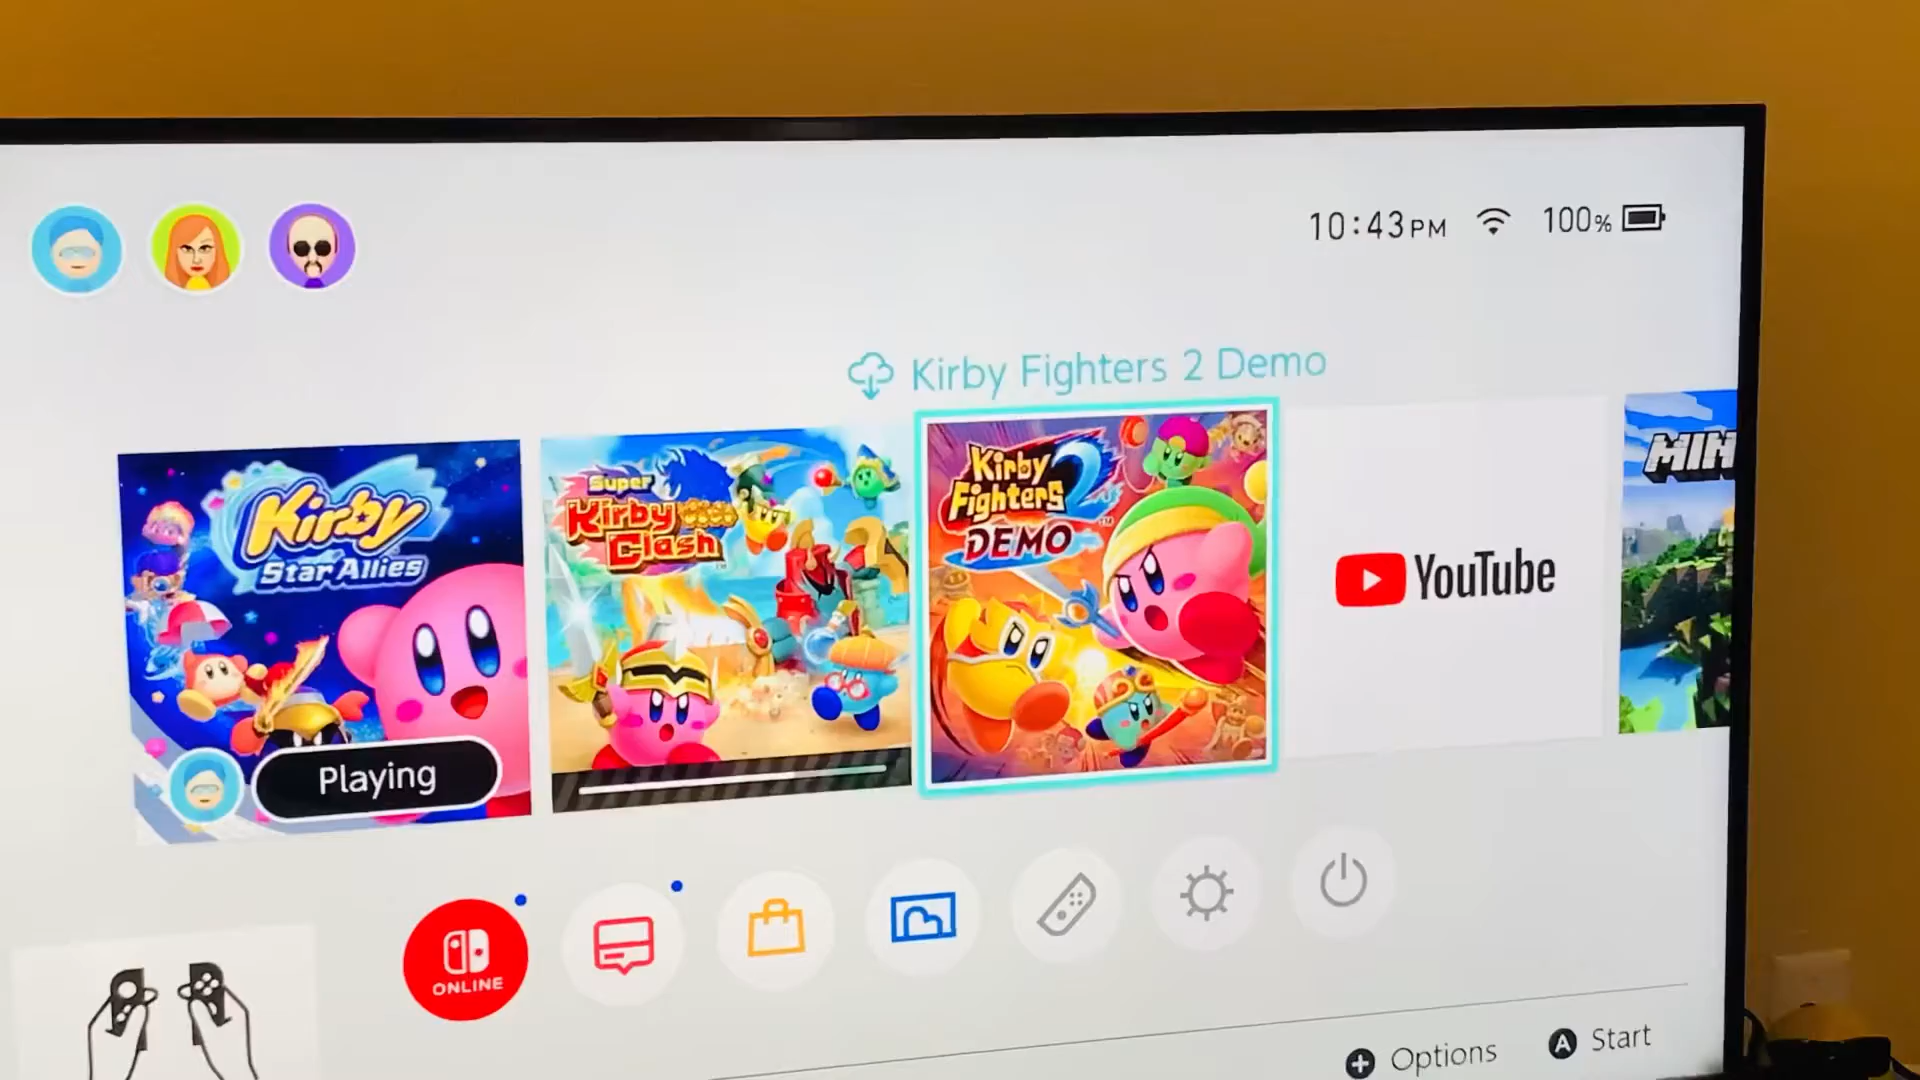 10:43PM 100%
Kirby Fighters 2 Demo
Kirby
Star Allies
Playing
Super
Kirby
Clash
Kirby
Fighters 2
DEMO
YouTube
MIN
ONLINE
+ Options
A Start